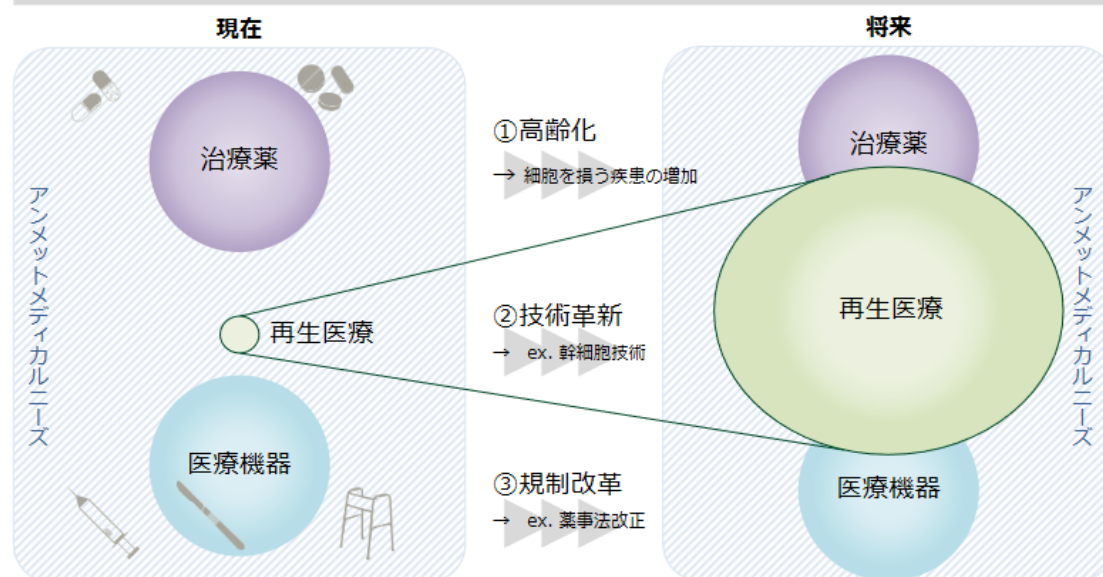 現在
将来
アンメットメディカルニーズ
治療薬
再生医療
医療機器
①高齢化
→ 細胞を損う疾患の増加
②技術革新
→ ex. 幹細胞技術
③規制改革
→ ex. 薬事法改正
治療薬
再生医療
医療機器
アンメットメディカルニーズ